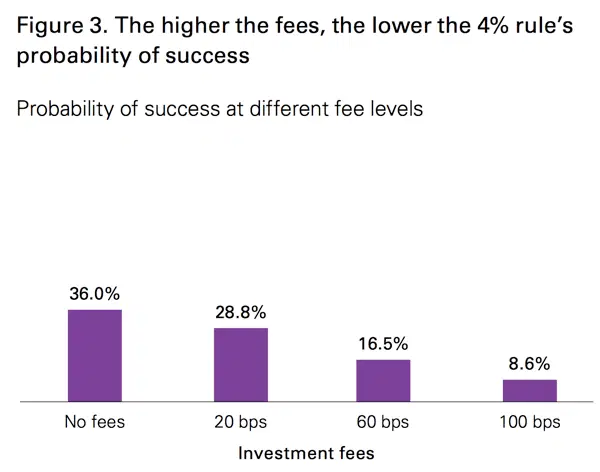 Figure 3. The higher the fees, the lower the 4% rule’s
probability of success
Probability of success at different fee levels
36.0%
28.8%
16.5%
8.6%
No fees
20 bps
60 bps
100 bps
Investment fees